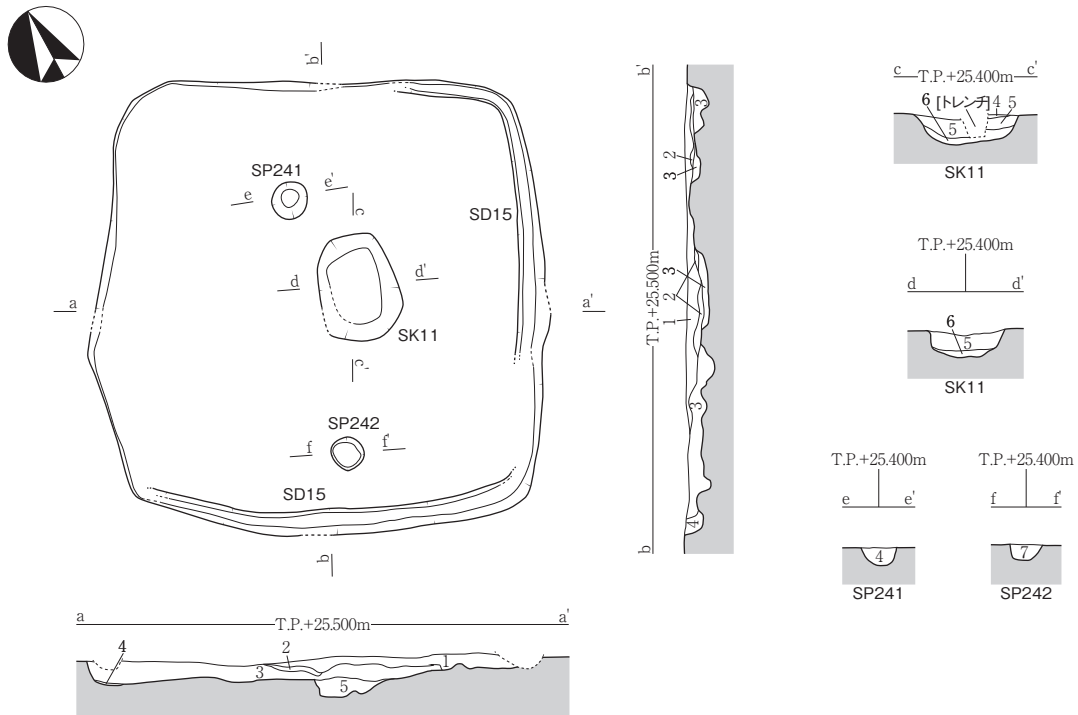 b'
SP241
e
e'
c
SD15
d
d'
a
a'
SK11
c'
SP242
f
f'
SD15
b
a
T.P.+25.500m
a'
4
2
1
3
5
b'
3
2
3
T.P.+25.500m
3
2
1
3
4
b
c
T.P.+25.400m
c'
6
[トレンチ]
4
5
5
SK11
T.P.+25.400m
d
d'
6
5
SK11
T.P.+25.400m
e
e'
4
SP241
T.P.+25.400m
f
f'
7
SP242